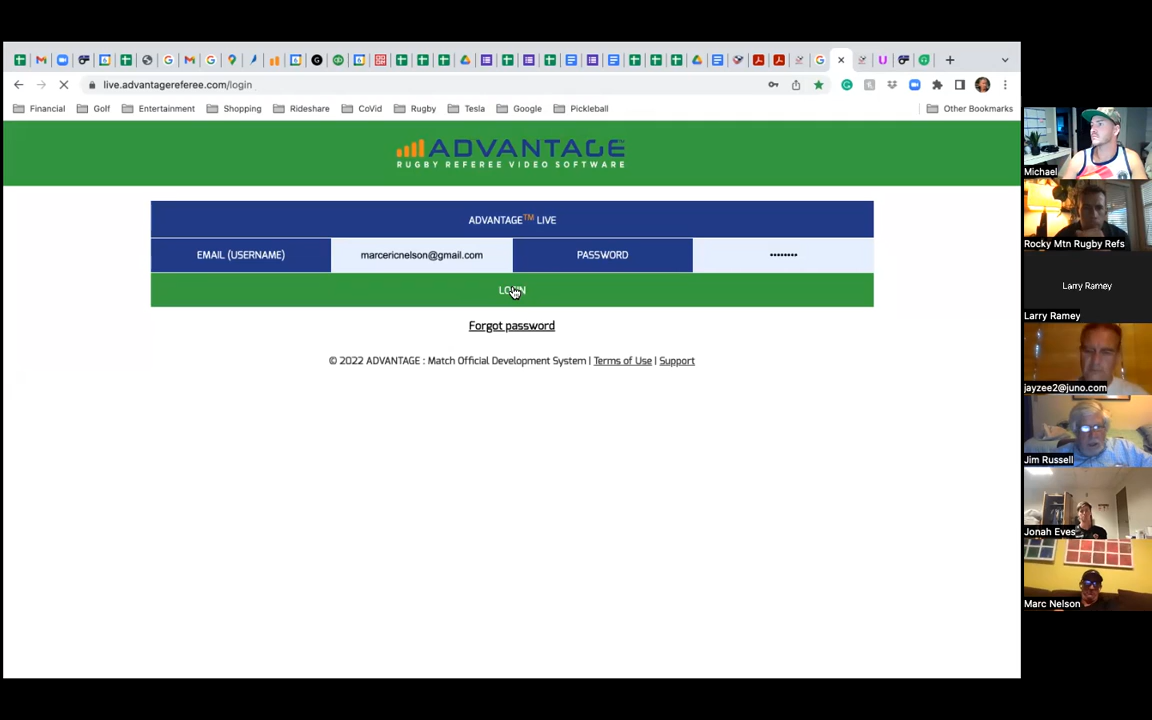 live.advantagereferee.com/login
Financial
Golf
Entertainment
Shopping
Rideshare
CoVid
Rugby
Tesla
Google
Pickleball
Other Bookmarks
ADVANTAGE™
RUGBY REFEREE VIDEO SOFTWARE
ADVANTAGE™ LIVE
EMAIL (USERNAME)
marcericnelson@gmail.com
PASSWORD
••••••••
LOGIN
Forgot password
© 2022 ADVANTAGE : Match Official Development System | Terms of Use | Support
Michael
Rocky Mtn Rugby Refs
Larry Ramey
Larry Ramey
jayzee2@juno.com
Jim Russell
Jonah Eves
Marc Nelson